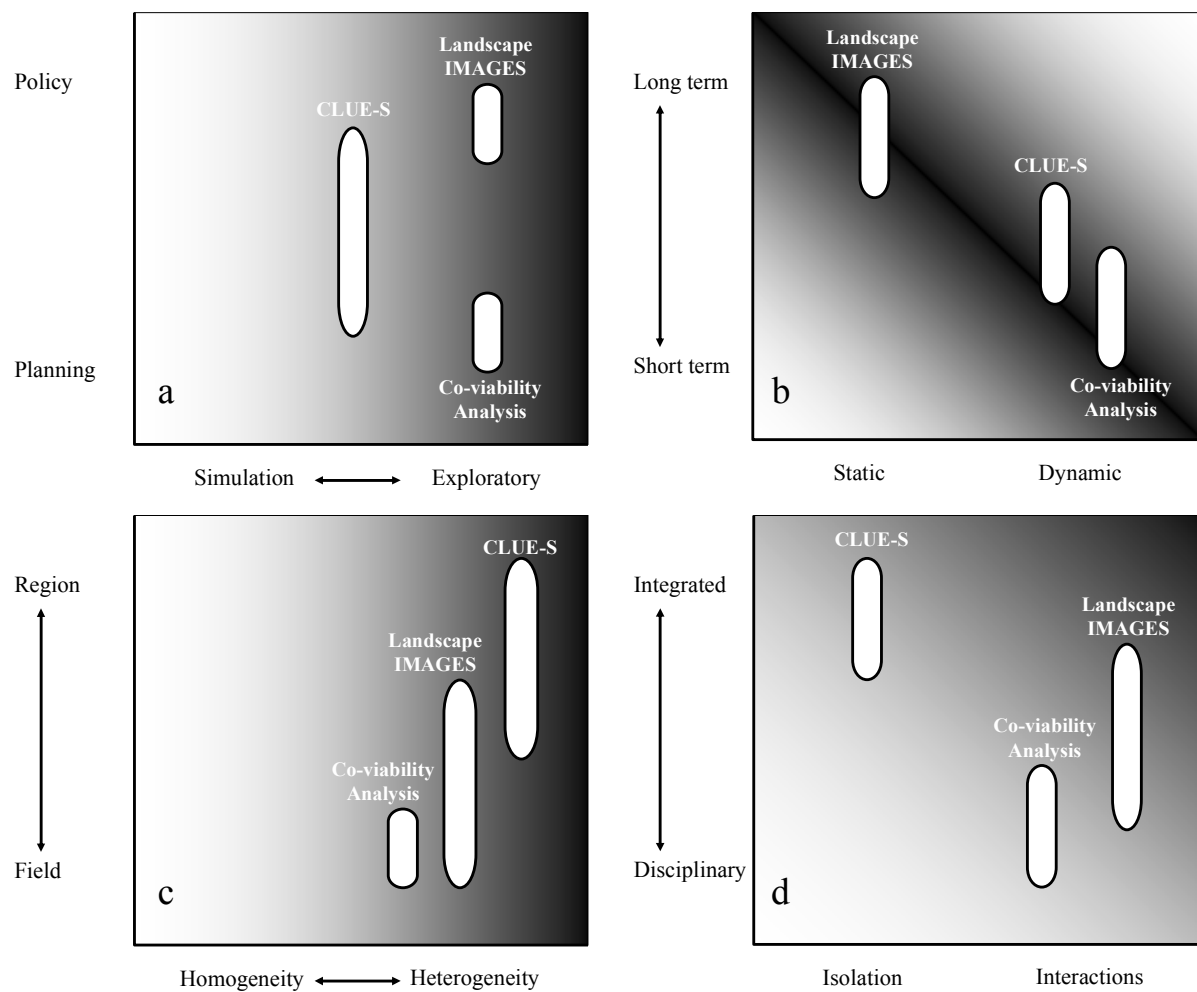 Policy
Planning
Landscape
IMAGES
CLUE-S
Co-viability
Analysis
a
Simulation
Exploratory
Long term
Short term
Landscape
IMAGES
CLUE-S
Co-viability
Analysis
b
Static
Dynamic
Region
Field
CLUE-S
Landscape
IMAGES
Co-viability
Analysis
c
Homogeneity
Heterogeneity
Integrated
Disciplinary
CLUE-S
Landscape
IMAGES
Co-viability
Analysis
d
Isolation
Interactions